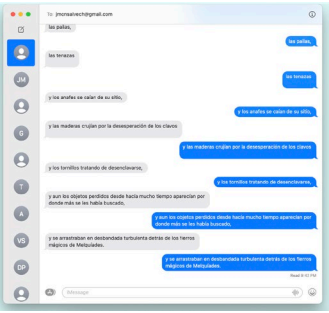 To: jmcnsalvech@gmail.com
las pailas,
las pailas,
las tenazas
las tenazas
y los anafes se caían de su sitio,
y los anafes se caían de su sitio,
y las maderas crujían por la desesperación de los clavos
y las maderas crujían por la desesperación de los clavos
y los tornillos tratando de desenclavarse,
y los tornillos tratando de desenclavarse,
y aun los objetos perdidos desde hacía mucho tiempo aparecían por
donde más se les había buscado,
y aun los objetos perdidos desde hacía mucho tiempo aparecían por
donde más se les había buscado,
y se arrastraban en desbandada turbulenta detrás de los fierros
mágicos de Melquíades.
y se arrastraban en desbandada turbulenta detrás de los fierros
mágicos de Melquíades.
JM
G
T
A
VS
DP
Message